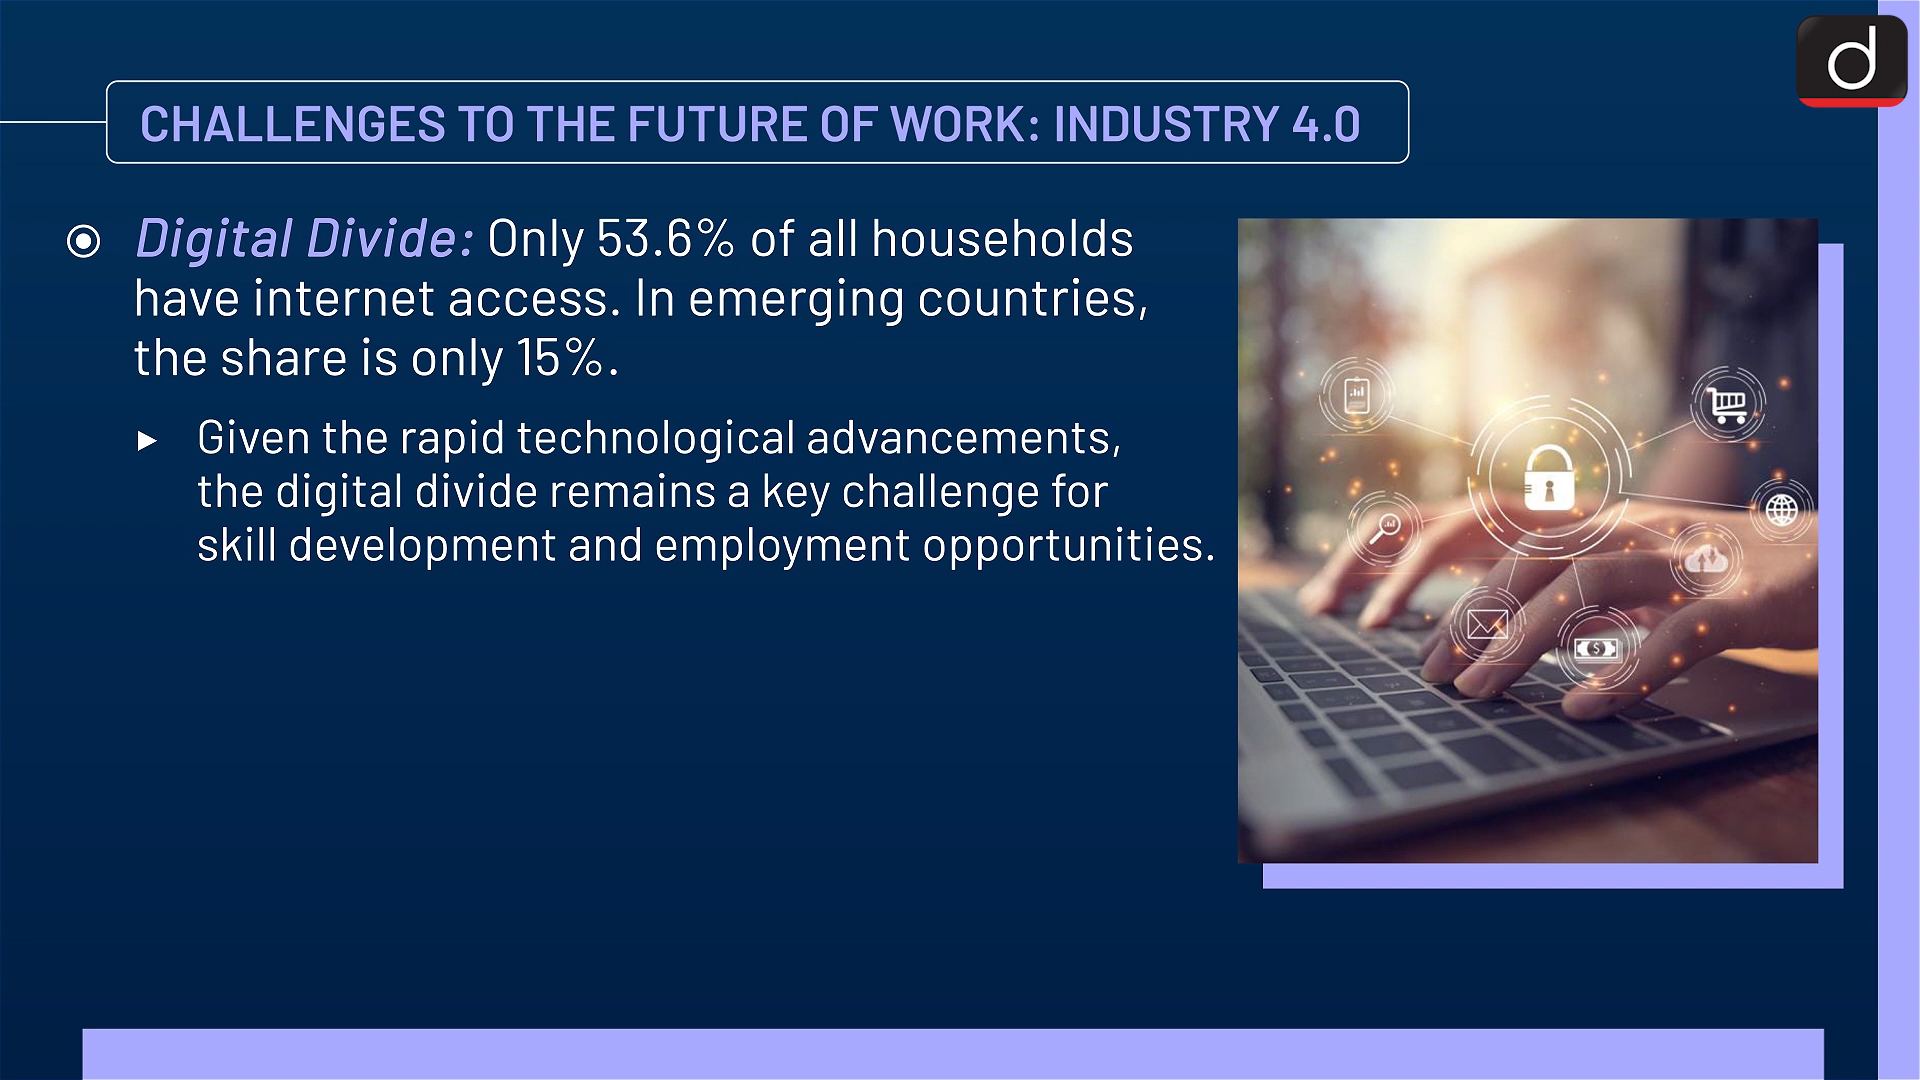 CHALLENGES TO THE FUTURE OF WORK: INDUSTRY 4.0
Digital Divide: Only 53.6% of all households
have internet access. In emerging countries,
the share is only 15%.
Given the rapid technological advancements,
the digital divide remains a key challenge for
skill development and employment opportunities.
d
$